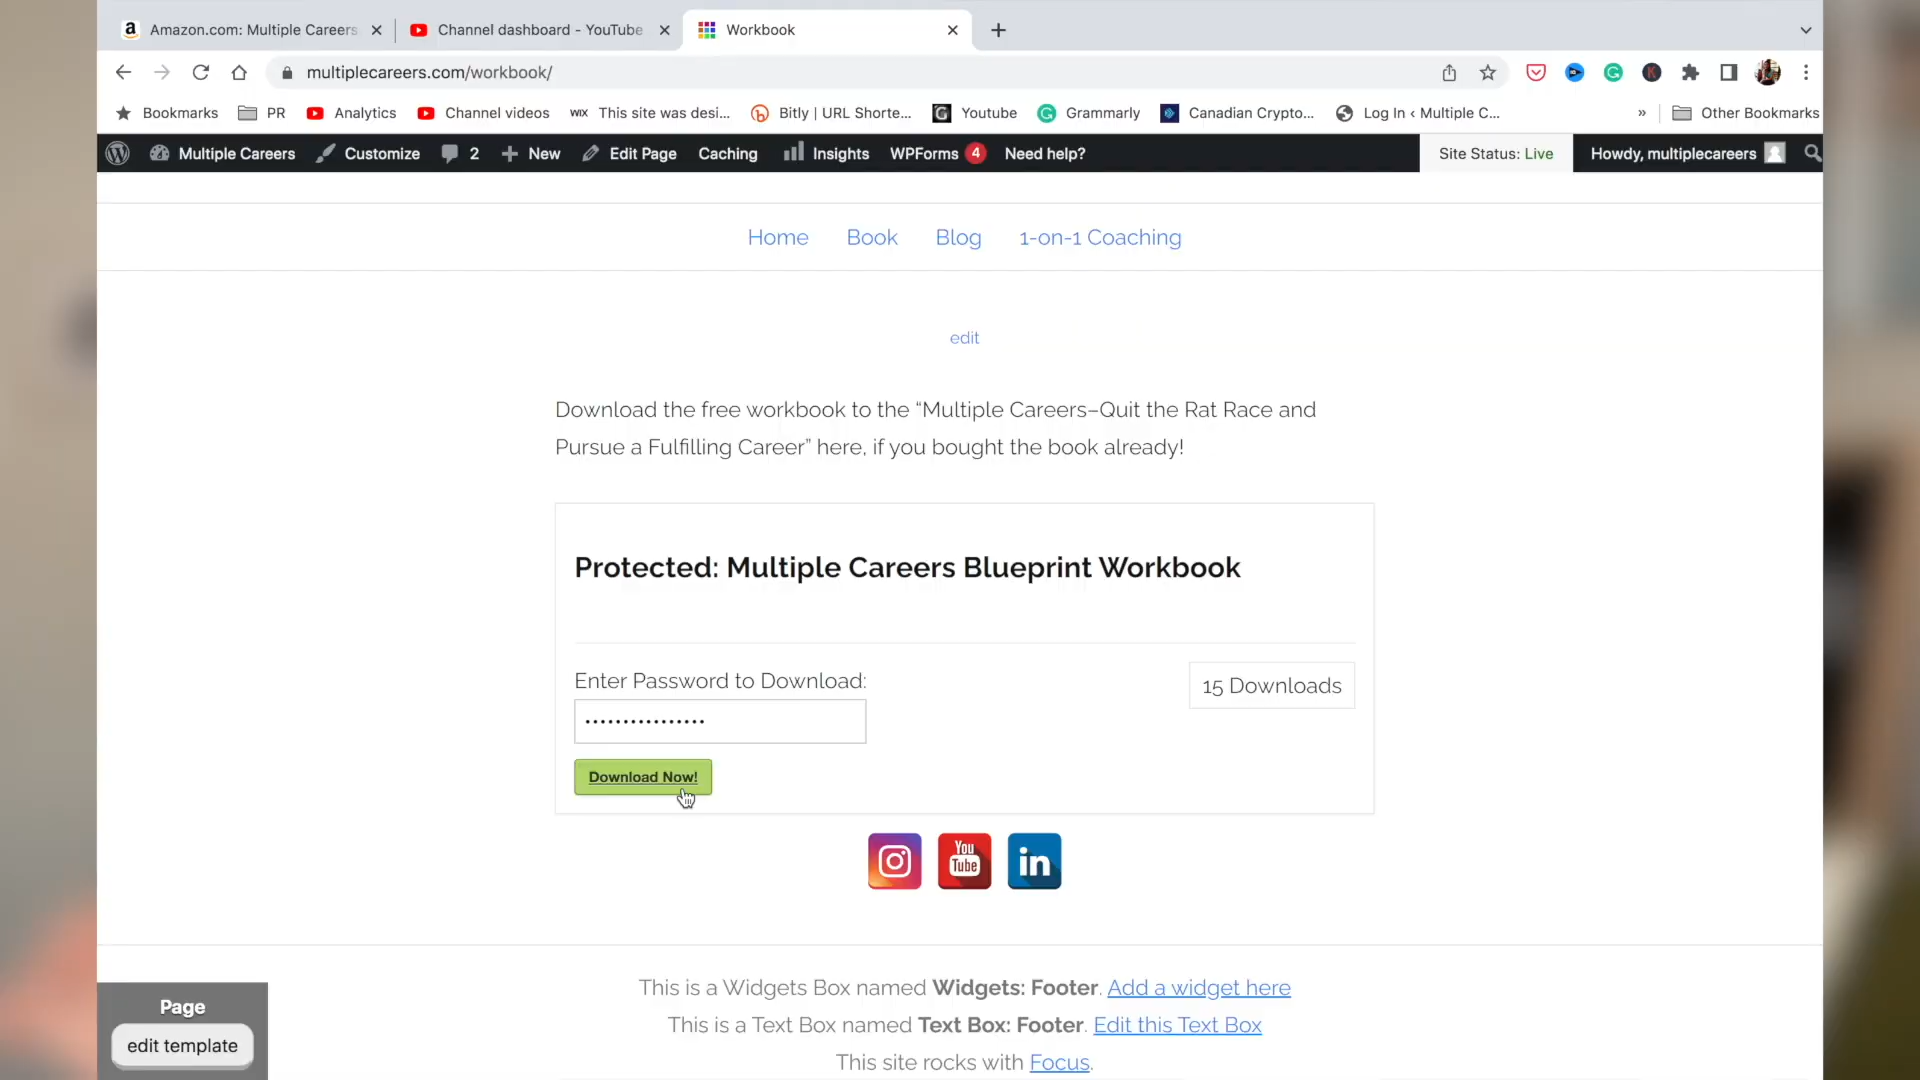 Amazon.com: Multiple Careers
Channel dashboard - YouTube
Workbook
multiplecareers.com/workbook/
Bookmarks PR Analytics Channel videos WIX This site was desi... Bitly | URL Shorte... Youtube Grammarly Canadian Crypto... Log In ‹ Multiple C... » Other Bookmarks
Multiple Careers Customize 2 New Edit Page Caching Insights WPForms 4 Need help? Site Status: Live Howdy, multiplecareers
Home Book Blog 1-on-1 Coaching
edit
Download the free workbook to the “Multiple Careers–Quit the Rat Race and
Pursue a Fulfilling Career” here, if you bought the book already!
Protected: Multiple Careers Blueprint Workbook
Enter Password to Download:
15 Downloads
Download Now!
You Tube
in
This is a Widgets Box named Widgets: Footer. Add a widget here
This is a Text Box named Text Box: Footer. Edit this Text Box
This site rocks with Focus.
Page
edit template